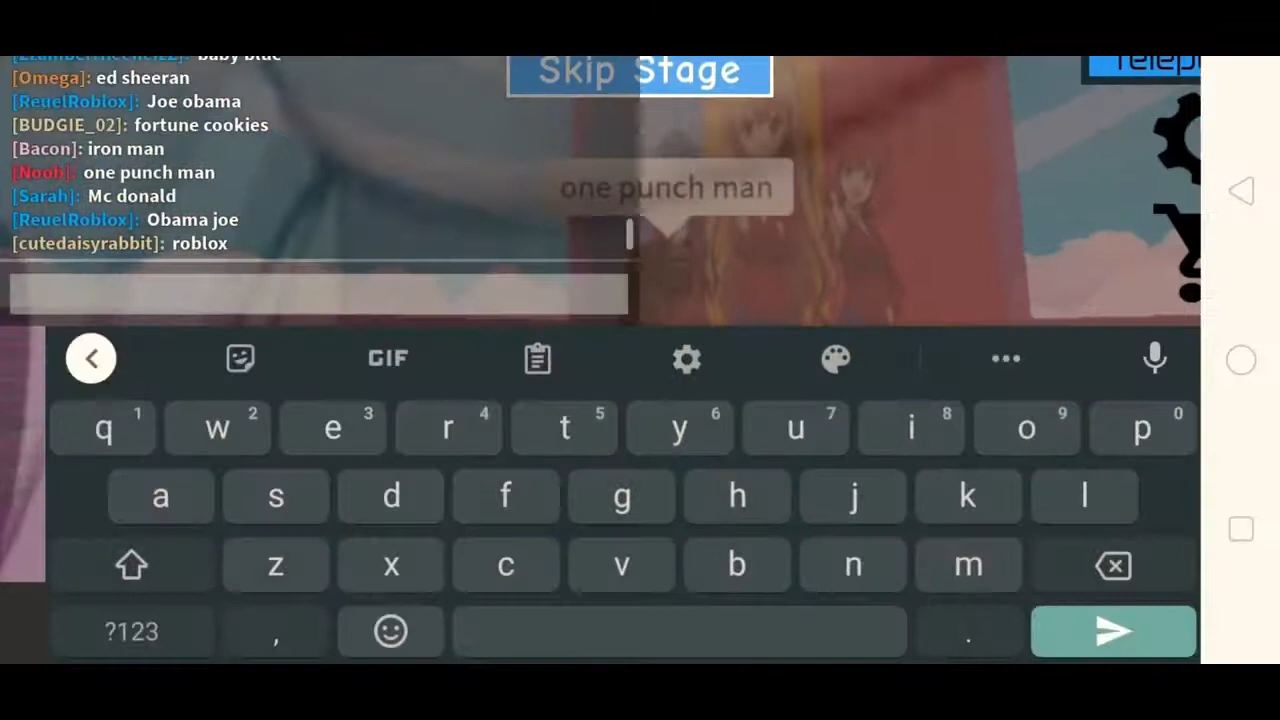 baby blue
[Omega]: ed sheeran
[ReuelRoblox]: Joe obama
[BUDGIE_02]: fortune cookies
[Bacon]: iron man
[Noob]: one punch man
[Sarah]: Mc donald
[ReuelRoblox]: Obama joe
[cutedaisyrabbit]: roblox
Skip Stage
one punch man
GIF
q 1 w 2 e 3 r 4 t 5 y 6 u 7 i 8 o 9 p 0
a s d f g h j k l
z x c v b n m
?123 , .